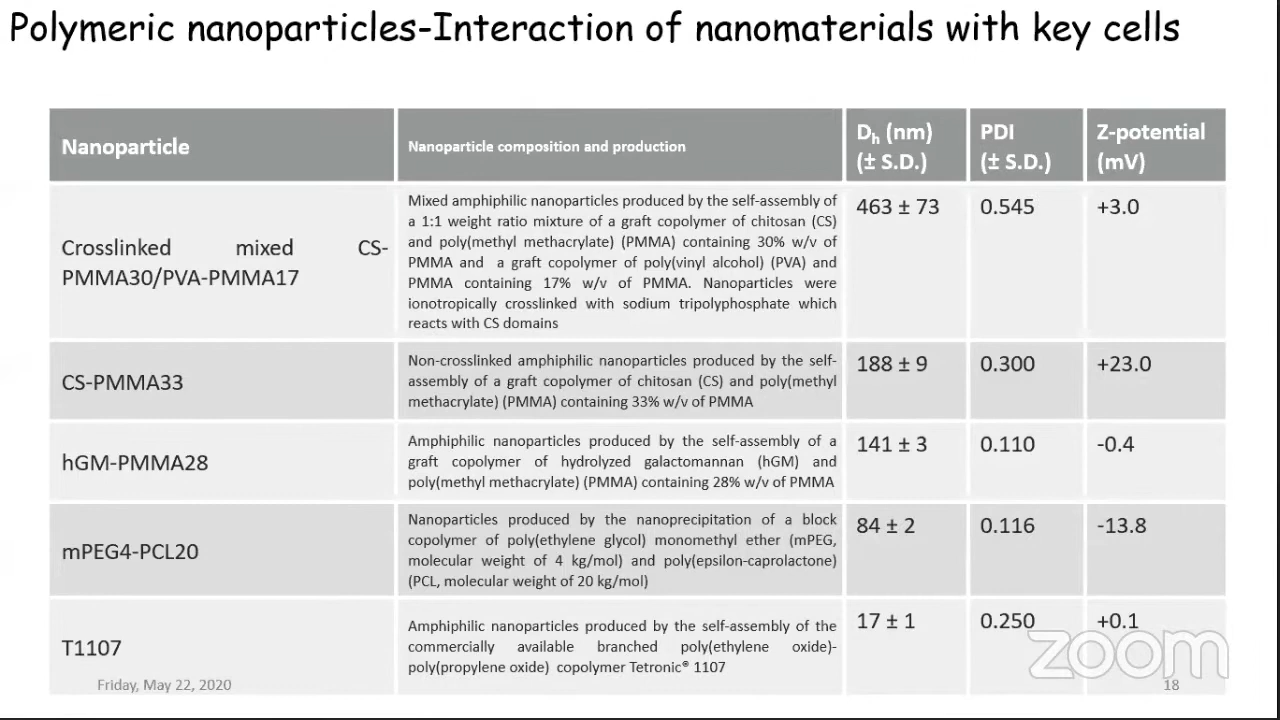 Polymeric nanoparticles-Interaction of nanomaterials with key cells
Nanoparticle
Nanoparticle composition and production
Dh (nm)
(± S.D.)
PDI
(± S.D.)
Z-potential
(mV)
Crosslinked mixed CS-
PMMA30/PVA-PMMA17
Mixed amphiphilic nanoparticles produced by the self-assembly of
a 1:1 weight ratio mixture of a graft copolymer of chitosan (CS)
and poly(methyl methacrylate) (PMMA) containing 30% w/v of
PMMA and a graft copolymer of poly(vinyl alcohol) (PVA) and
PMMA containing 17% w/v of PMMA. Nanoparticles were
ionotropically crosslinked with sodium tripolyphosphate which
reacts with CS domains
463 ± 73
0.545
+3.0
CS-PMMA33
Non-crosslinked amphiphilic nanoparticles produced by the self-
assembly of a graft copolymer of chitosan (CS) and poly(methyl
methacrylate) (PMMA) containing 33% w/v of PMMA
188 ± 9
0.300
+23.0
hGM-PMMA28
Amphiphilic nanoparticles produced by the self-assembly of a
graft copolymer of hydrolyzed galactomannan (hGM) and
poly(methyl methacrylate) (PMMA) containing 28% w/v of PMMA
141 ± 3
0.110
-0.4
mPEG4-PCL20
Nanoparticles produced by the nanoprecipitation of a block
copolymer of poly(ethylene glycol) monomethyl ether (mPEG,
molecular weight of 4 kg/mol) and poly(epsilon-caprolactone)
(PCL, molecular weight of 20 kg/mol)
84 ± 2
0.116
-13.8
T1107
Amphiphilic nanoparticles produced by the self-assembly of the
commercially available branched poly(ethylene oxide)-
poly(propylene oxide) copolymer Tetronic® 1107
17 ± 1
0.250
+0.1
Friday, May 22, 2020
18
zoom